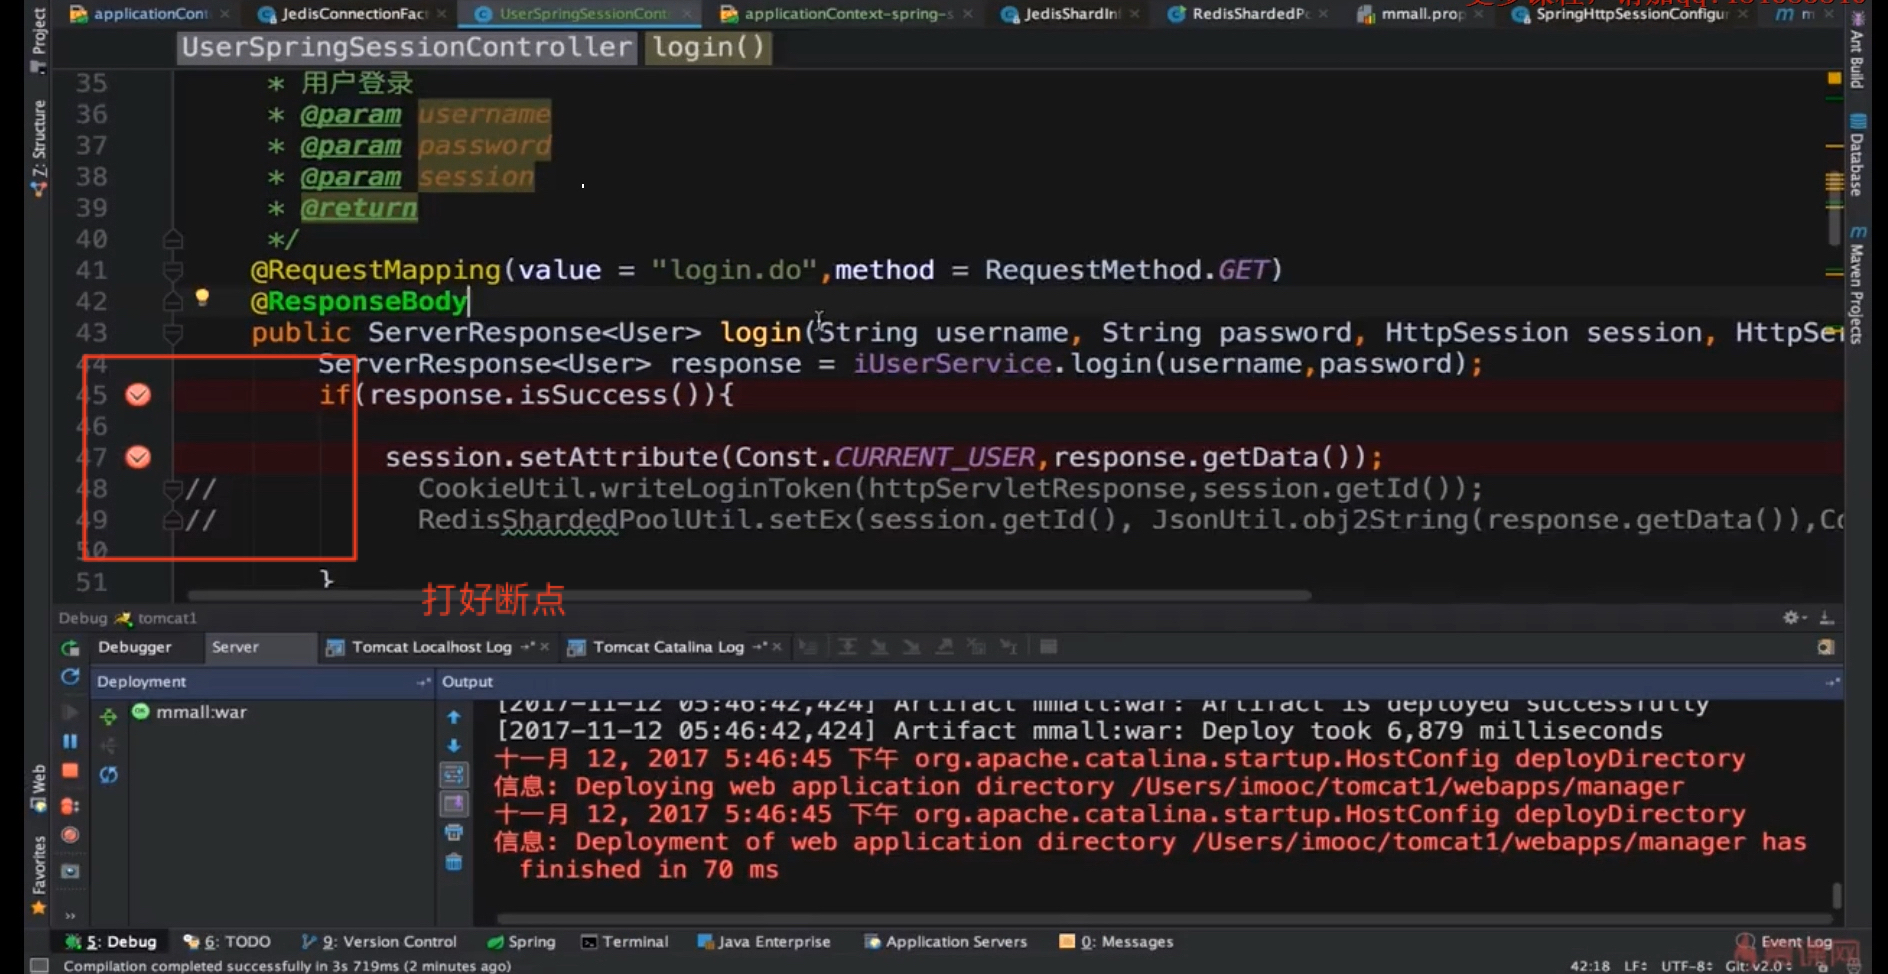 applicationCont JedisConnectionFact UserSpringSessionCont applicationContext-spring-s JedisShardInf RedisShardedPo mmall.prop SpringHttpSessionConfigur m
UserSpringSessionController login()
35 * 用户登录
36 * @param username
37 * @param password
38 * @param session
39 * @return
40 */
41 @RequestMapping(value = "login.do",method = RequestMethod.GET)
42 @ResponseBody
43 public ServerResponse<User> login(String username, String password, HttpSession session, HttpSer
44 ServerResponse<User> response = iUserService.login(username,password);
45 if(response.isSuccess()){
46
47 session.setAttribute(Const.CURRENT_USER,response.getData());
48 // CookieUtil.writeLoginToken(httpServletResponse,session.getId());
49 // RedisShardedPoolUtil.setEx(session.getId(), JsonUtil.obj2String(response.getData()),Co
50
51 }
打好断点
Project
Z: Structure
Web
Favorites
Ant Build
Database
Maven Projects
Debug tomcat1
Debugger Server Tomcat Localhost Log Tomcat Catalina Log
Deployment Output
mmall:war
[2017-11-12 05:46:42,424] Artifact mmall:war: Artifact is deployed successfully
[2017-11-12 05:46:42,424] Artifact mmall:war: Deploy took 6,879 milliseconds
十一月 12, 2017 5:46:45 下午 org.apache.catalina.startup.HostConfig deployDirectory
信息: Deploying web application directory /Users/imooc/tomcat1/webapps/manager
十一月 12, 2017 5:46:45 下午 org.apache.catalina.startup.HostConfig deployDirectory
信息: Deployment of web application directory /Users/imooc/tomcat1/webapps/manager has
finished in 70 ms
5: Debug 6: TODO 9: Version Control Spring Terminal Java Enterprise Application Servers 0: Messages Event Log
Compilation completed successfully in 3s 719ms (2 minutes ago) 42:18 LF UTF-8 Git: v2.0